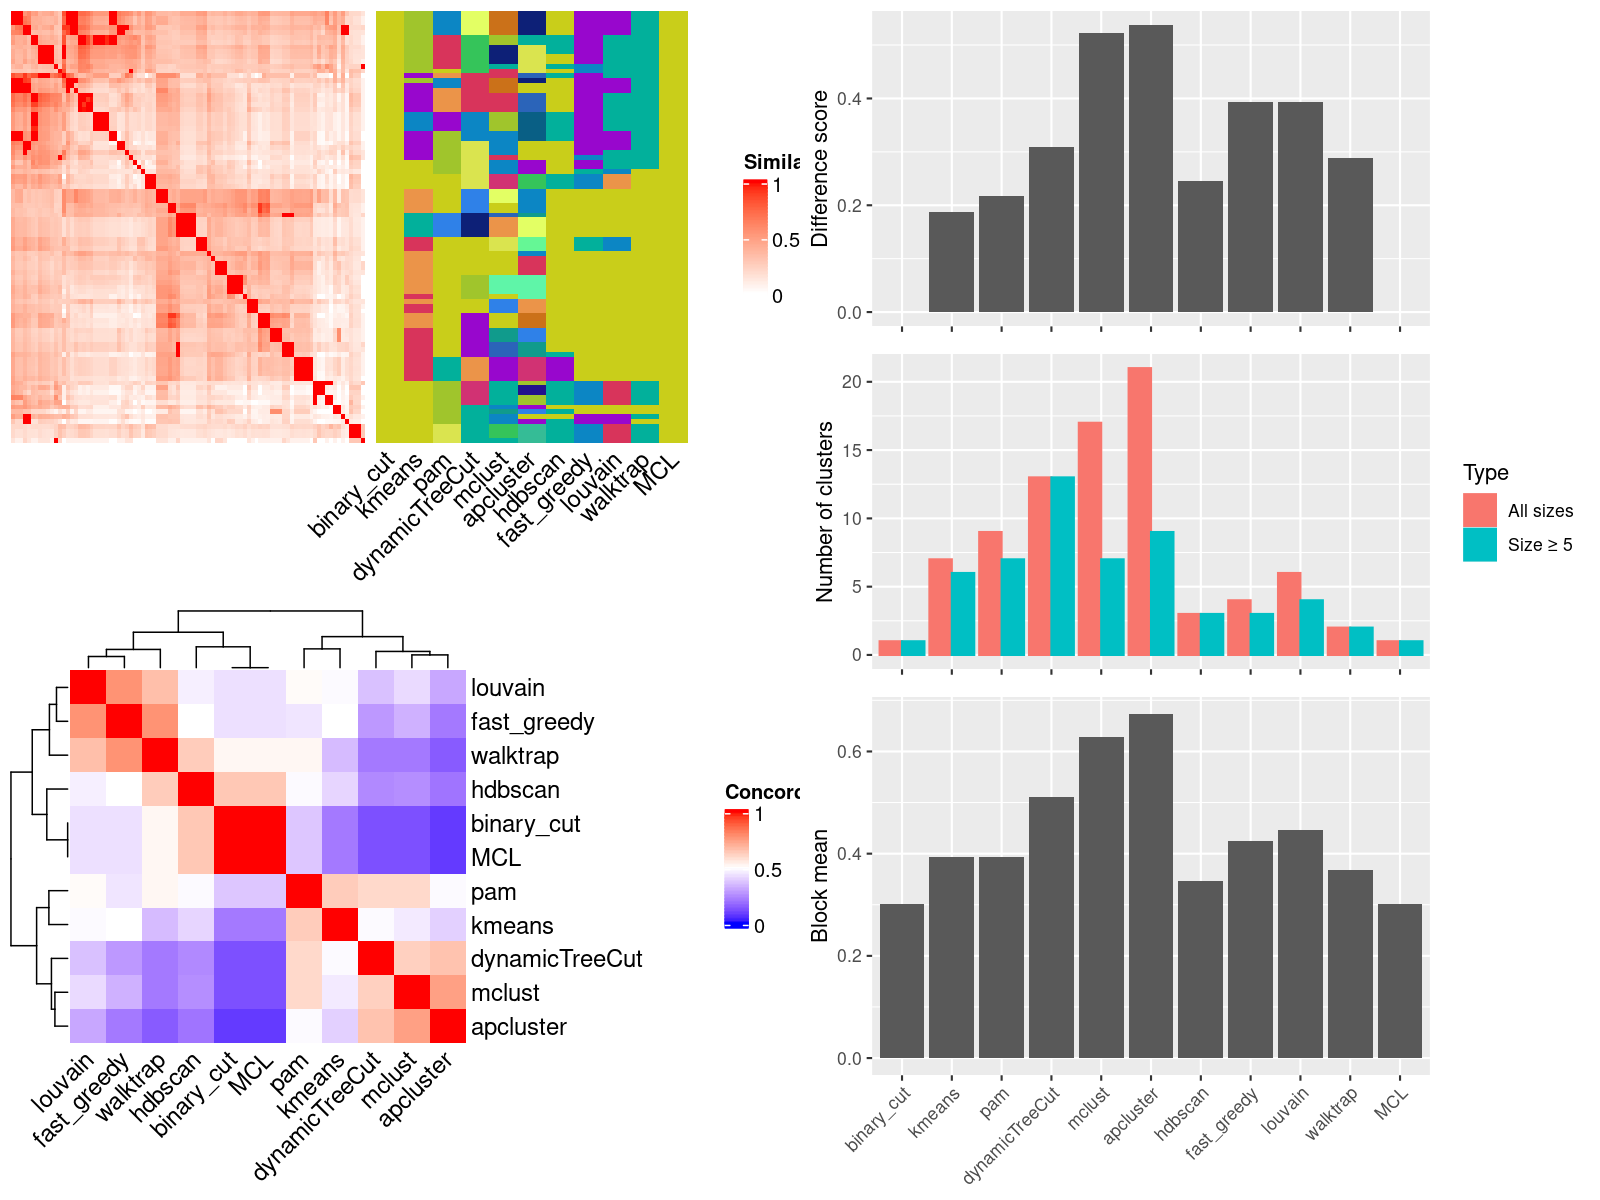 Simila
1
0.5
0
binary_cut
kmeans
pam
dynamicTreeCut
mclust
apcluster
hdbscan
fast_greedy
louvain
walktrap
MCL
louvain
fast_greedy
walktrap
hdbscan
binary_cut
MCL
pam
kmeans
dynamicTreeCut
mclust
apcluster
louvain
fast_greedy
walktrap
hdbscan
binary_cut
MCL
pam
kmeans
dynamicTreeCut
mclust
apcluster
Concord
1
0.5
0
Difference score
0.4
0.2
0.0
Number of clusters
20
15
10
5
0
Type
All sizes
Size ≥ 5
Block mean
0.6
0.4
0.2
0.0
binary_cut
kmeans
pam
dynamicTreeCut
mclust
apcluster
hdbscan
fast_greedy
louvain
walktrap
MCL